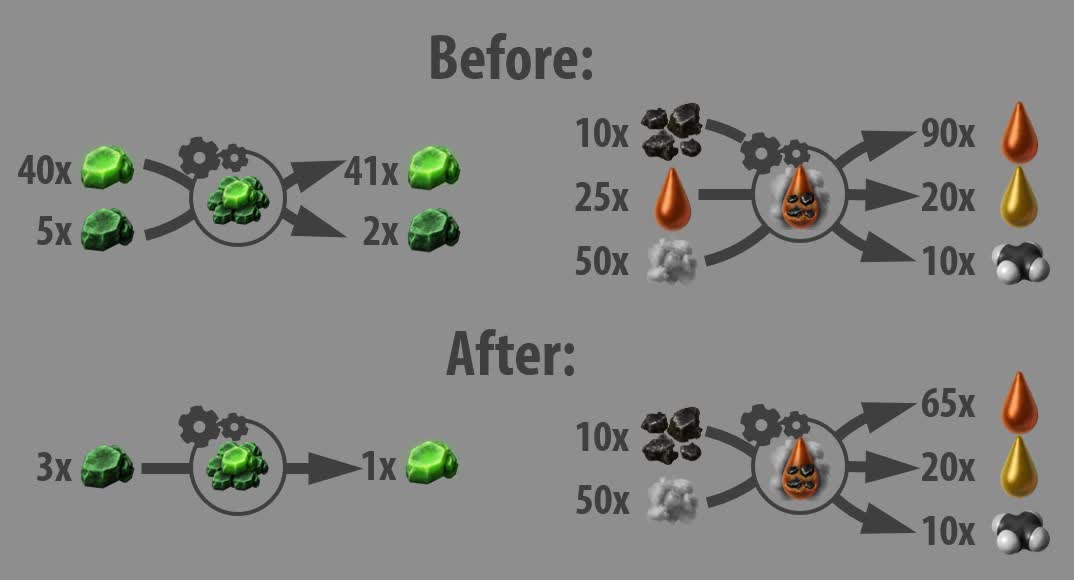 Before:
40x 41x
5x 2x
10x 90x
25x 20x
50x 10x
After:
3x 1x
10x 65x
50x 20x
10x